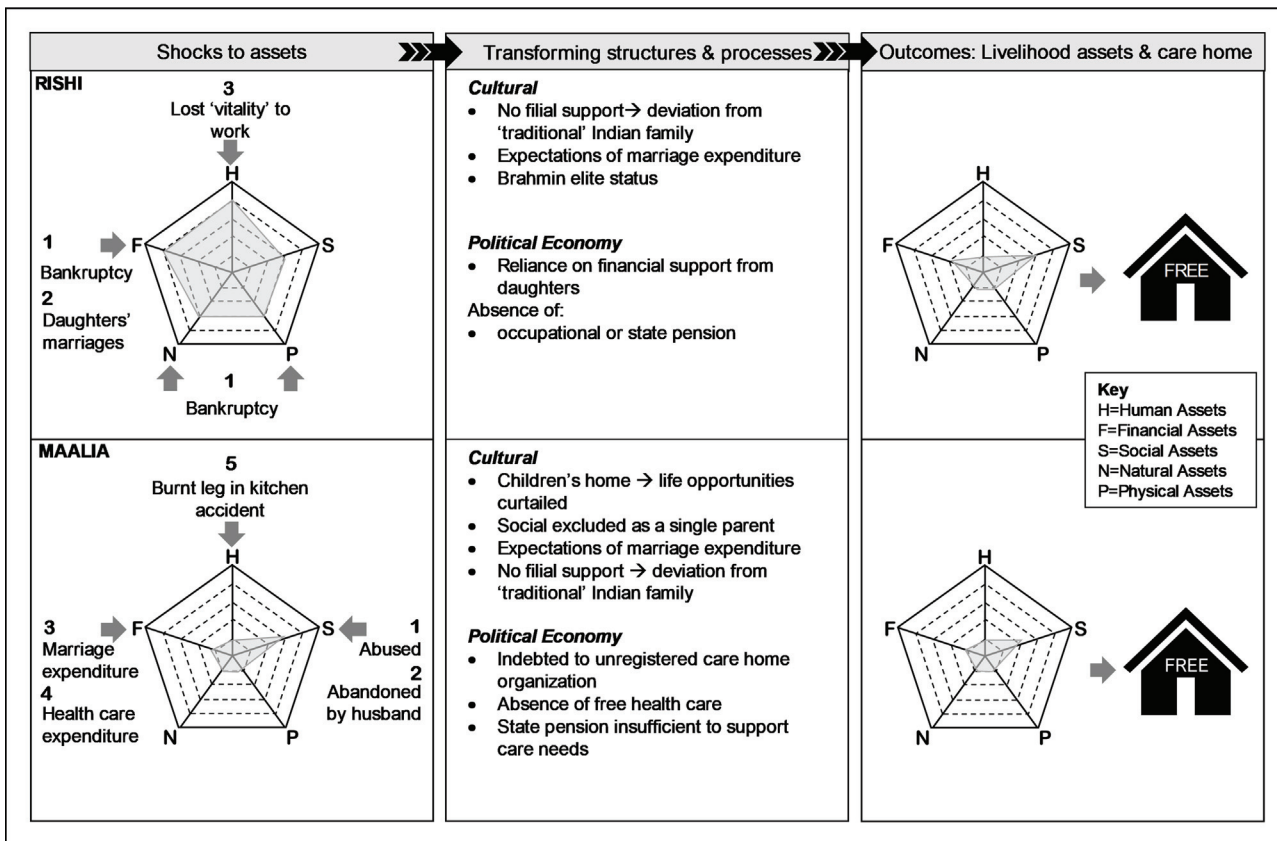 Shocks to assets
Transforming structures & processes
Outcomes: Livelihood assets & care home
RISHI
3
Lost ‘vitality’ to
work
H
F
S
N
P
1
Bankruptcy
2
Daughters’
marriages
1
Bankruptcy
Cultural
• No filial support→ deviation from
‘traditional’ Indian family
• Expectations of marriage expenditure
• Brahmin elite status
Political Economy
• Reliance on financial support from
daughters
Absence of:
• occupational or state pension
H
F
S
N
P
FREE
Key
H=Human Assets
F=Financial Assets
S=Social Assets
N=Natural Assets
P=Physical Assets
MAALIA
5
Burnt leg in kitchen
accident
H
F
S
N
P
3
Marriage
expenditure
4
Health care
expenditure
1
Abused
2
Abandoned
by husband
Cultural
• Children’s home → life opportunities
curtailed
• Social excluded as a single parent
• Expectations of marriage expenditure
• No filial support → deviation from
‘traditional’ Indian family
Political Economy
• Indebted to unregistered care home
organization
• Absence of free health care
• State pension insufficient to support
care needs
H
F
S
N
P
FREE